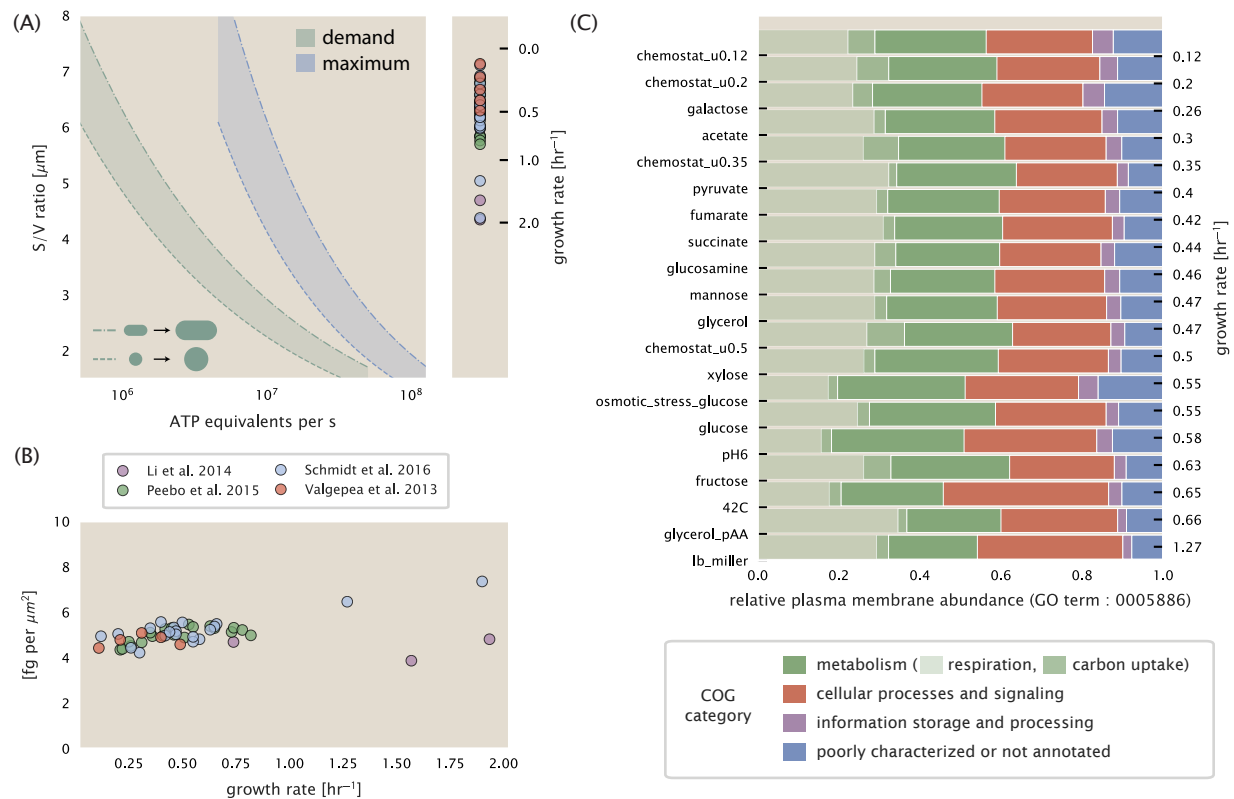 (A)
8
7
6
5
4
3
2
S/V ratio [μm]
demand
maximum
10⁶
10⁷
10⁸
ATP equivalents per s
0.0
0.5
1.0
2.0
growth rate [hr⁻¹]
(B)
Li et al. 2014
Schmidt et al. 2016
Peebo et al. 2015
Valgepea et al. 2013
10
8
6
4
2
0
[fg per μm²]
0.25
0.50
0.75
1.00
1.25
1.50
1.75
2.00
growth rate [hr⁻¹]
(C)
chemostat_u0.12
chemostat_u0.2
galactose
acetate
chemostat_u0.35
pyruvate
fumarate
succinate
glucosamine
mannose
glycerol
chemostat_u0.5
xylose
osmotic_stress_glucose
glucose
pH6
fructose
42C
glycerol_pAA
lb_miller
0.12
0.2
0.26
0.3
0.35
0.4
0.42
0.44
0.46
0.47
0.47
0.5
0.55
0.55
0.58
0.63
0.65
0.66
1.27
growth rate [hr⁻¹]
0.0
0.2
0.4
0.6
0.8
1.0
relative plasma membrane abundance (GO term : 0005886)
COG
category
metabolism ( respiration, carbon uptake)
cellular processes and signaling
information storage and processing
poorly characterized or not annotated